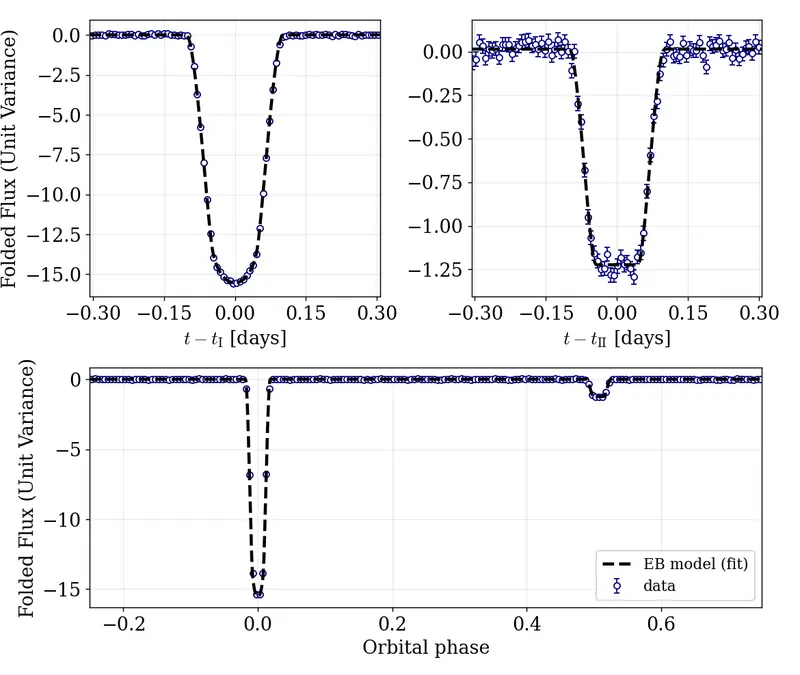 Folded Flux (Unit Variance)
0.0
−2.5
−5.0
−7.5
−10.0
−12.5
−15.0
−0.30 −0.15 0.00 0.15 0.30
t − tI [days]
0.00
−0.25
−0.50
−0.75
−1.00
−1.25
−0.30 −0.15 0.00 0.15 0.30
t − tII [days]
Folded Flux (Unit Variance)
0
−5
−10
−15
EB model (fit)
data
−0.2 0.0 0.2 0.4 0.6
Orbital phase